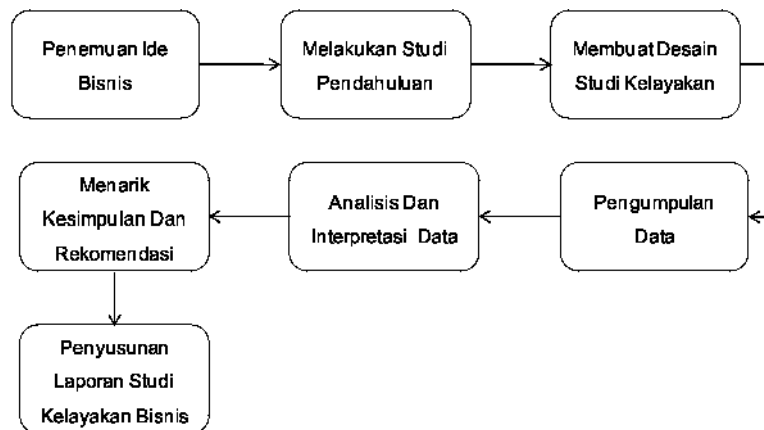 Penemuan Ide
Bisnis
Melakukan Studi
Pendahuluan
Membuat Desain
Studi Kelayakan
Pengumpulan
Data
Analisis Dan
Interpretasi Data
Menarik
Kesimpulan Dan
Rekomendasi
Penyusunan
Laporan Studi
Kelayakan Bisnis